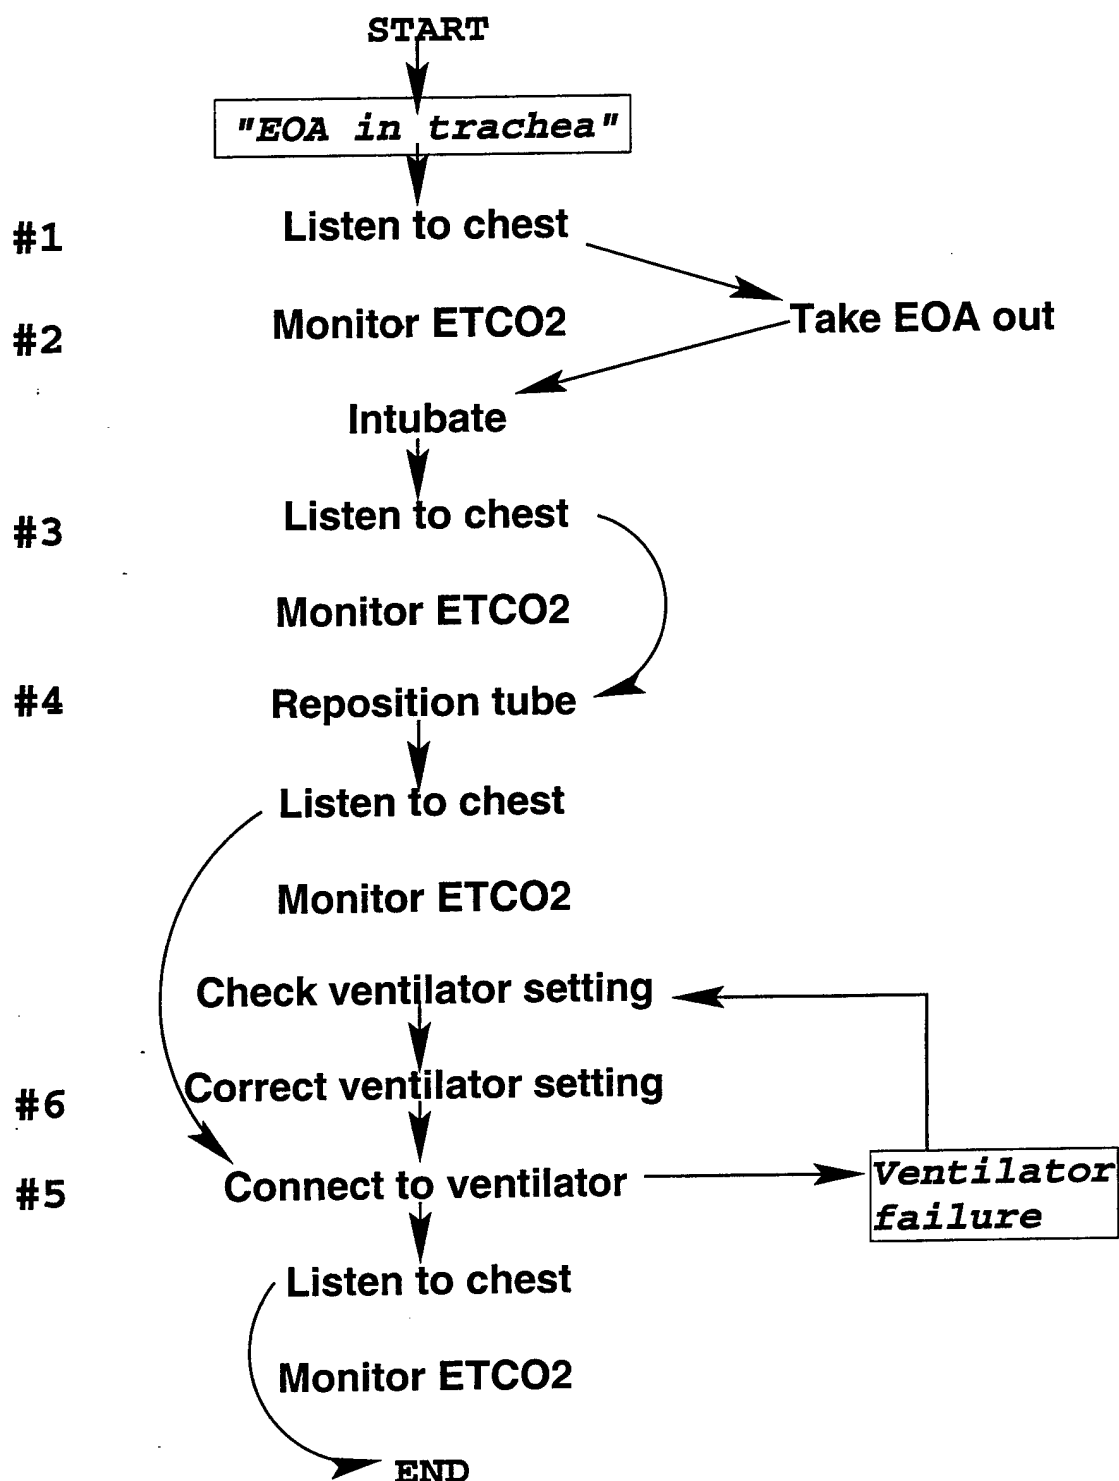 START
"EOA in trachea"
#1
Listen to chest
#2
Monitor ETCO2
Take EOA out
Intubate
#3
Listen to chest
Monitor ETCO2
#4
Reposition tube
Listen to chest
Monitor ETCO2
Check ventilator setting
#6
Correct ventilator setting
#5
Connect to ventilator
Ventilator
failure
Listen to chest
Monitor ETCO2
END